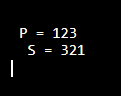 P = 123
S = 321